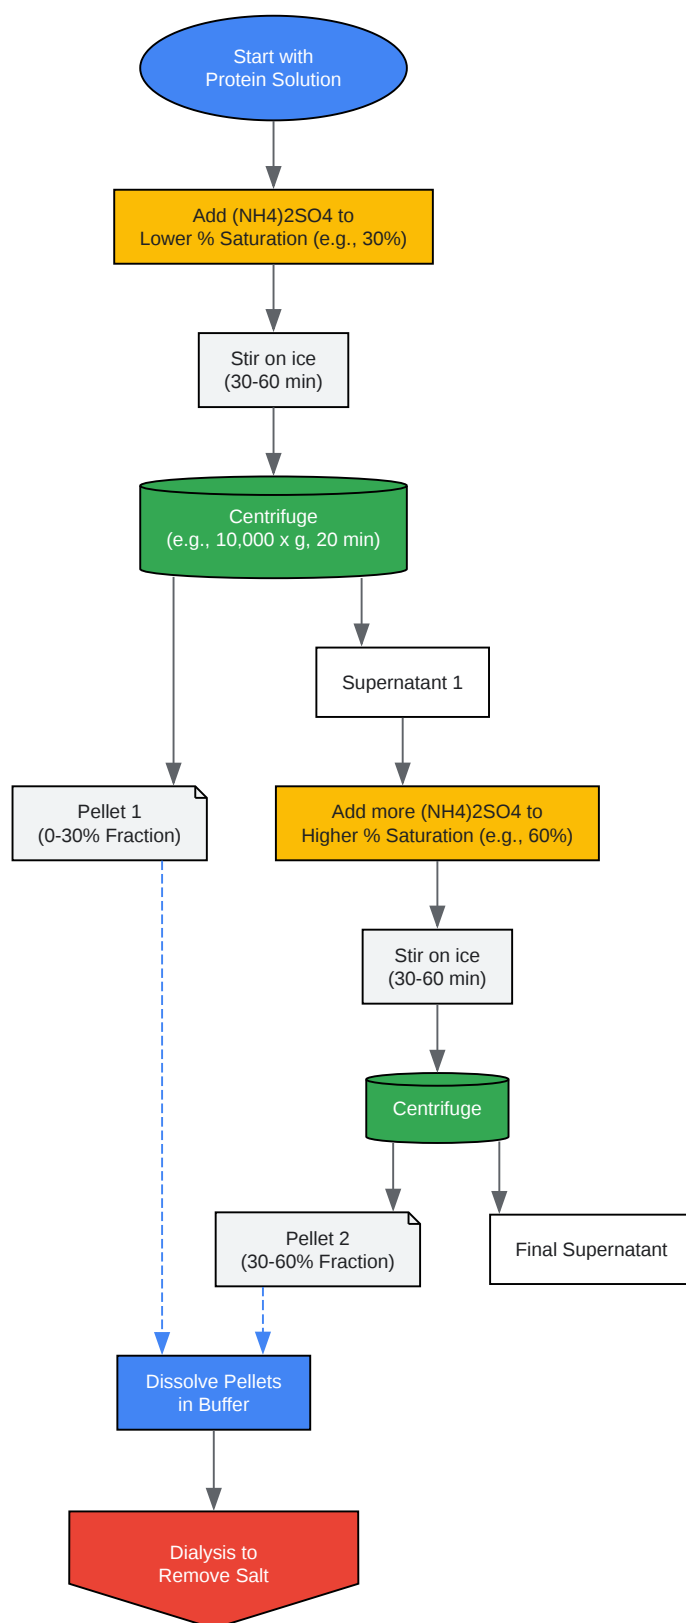 Start with
Protein Solution
Add (NH4)2SO4 to
Lower % Saturation (e.g., 30%)
Stir on ice
(30-60 min)
Centrifuge
(e.g., 10,000 x g, 20 min)
Supernatant 1
Pellet 1
(0-30% Fraction)
Add more (NH4)2SO4 to
Higher % Saturation (e.g., 60%)
Stir on ice
(30-60 min)
Centrifuge
Pellet 2
(30-60% Fraction)
Final Supernatant
Dissolve Pellets
in Buffer
Dialysis to
Remove Salt